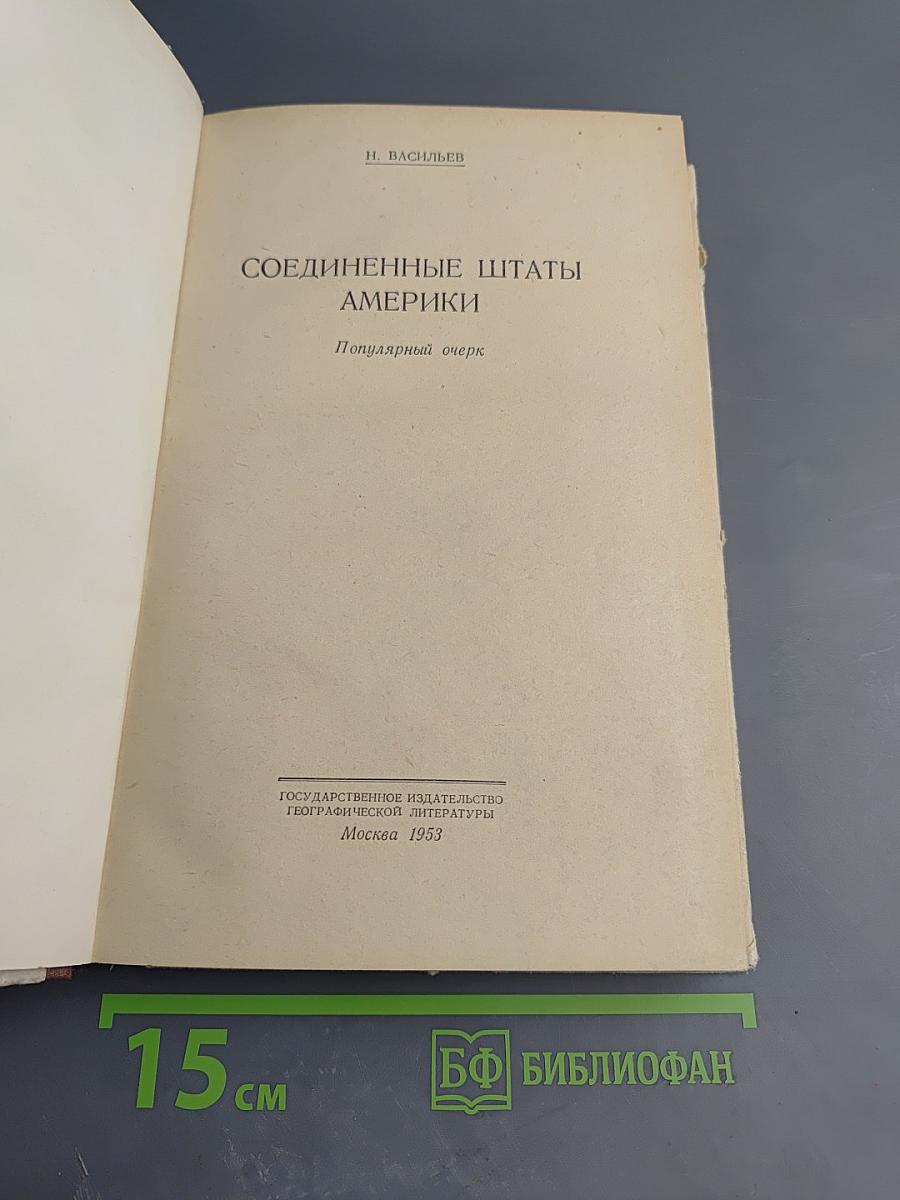 Н. ВАСИЛЬЕВ
СОЕДИНЕННЫЕ ШТАТЫ
АМЕРИКИ
Популярный очерк
ГОСУДАРСТВЕННОЕ ИЗДАТЕЛЬСТВО
ГЕОГРАФИЧЕСКОЙ ЛИТЕРАТУРЫ
Москва 1953
15 см
БФ БИБЛИОФАН